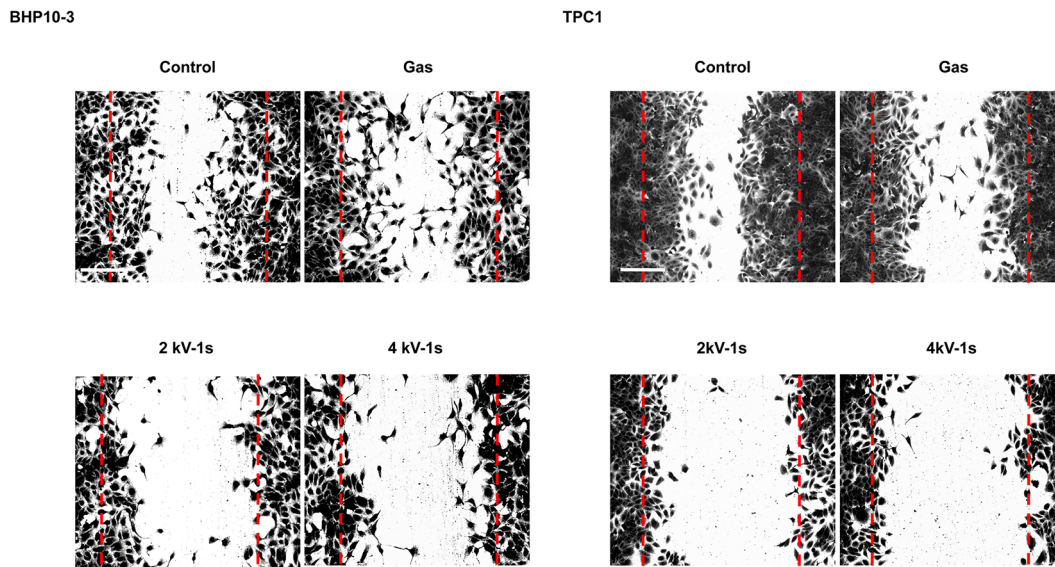 BHP10-3
TPC1
Control
Gas
Control
Gas
2 kV-1s
4 kV-1s
2kV-1s
4kV-1s